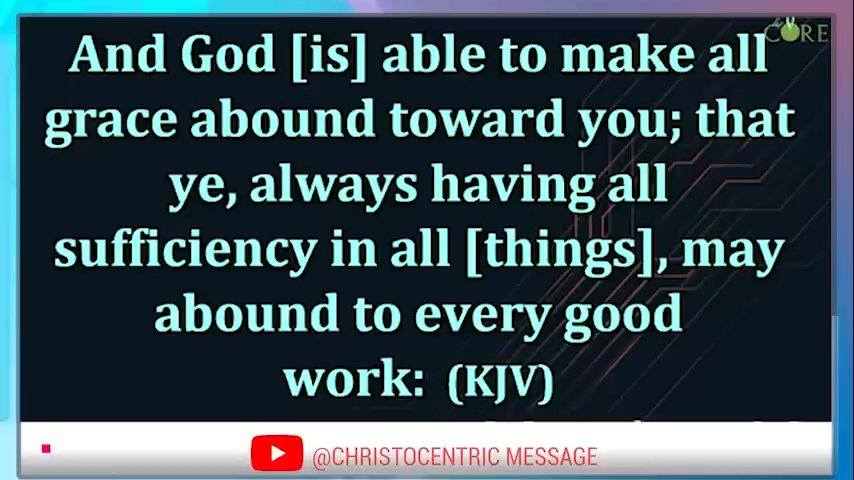 CORE
And God [is] able to make all
grace abound toward you; that
ye, always having all
sufficiency in all [things], may
abound to every good
work: (KJV)
@CHRISTOCENTRIC MESSAGE